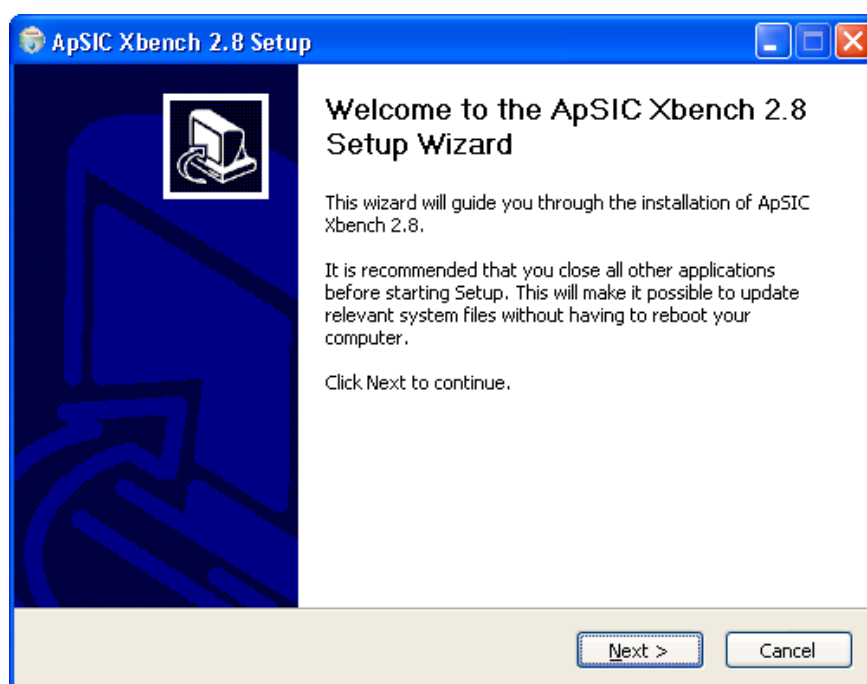 ApSIC Xbench 2.8 Setup
Welcome to the ApSIC Xbench 2.8
Setup Wizard
This wizard will guide you through the installation of ApSIC
Xbench 2.8.
It is recommended that you close all other applications
before starting Setup. This will make it possible to update
relevant system files without having to reboot your
computer.
Click Next to continue.
Next >
Cancel